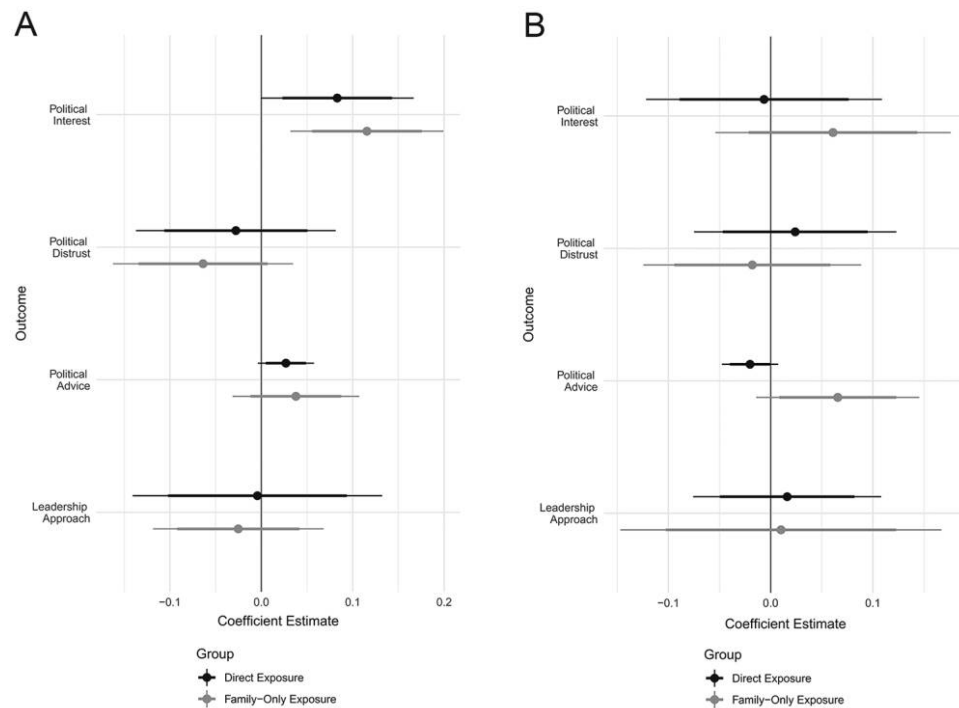 A
Outcome
Political
Interest
Political
Distrust
Political
Advice
Leadership
Approach
−0.1
0.0
0.1
0.2
Coefficient Estimate
Group
Direct Exposure
Family−Only Exposure
B
Outcome
Political
Interest
Political
Distrust
Political
Advice
Leadership
Approach
−0.1
0.0
0.1
Coefficient Estimate
Group
Direct Exposure
Family−Only Exposure